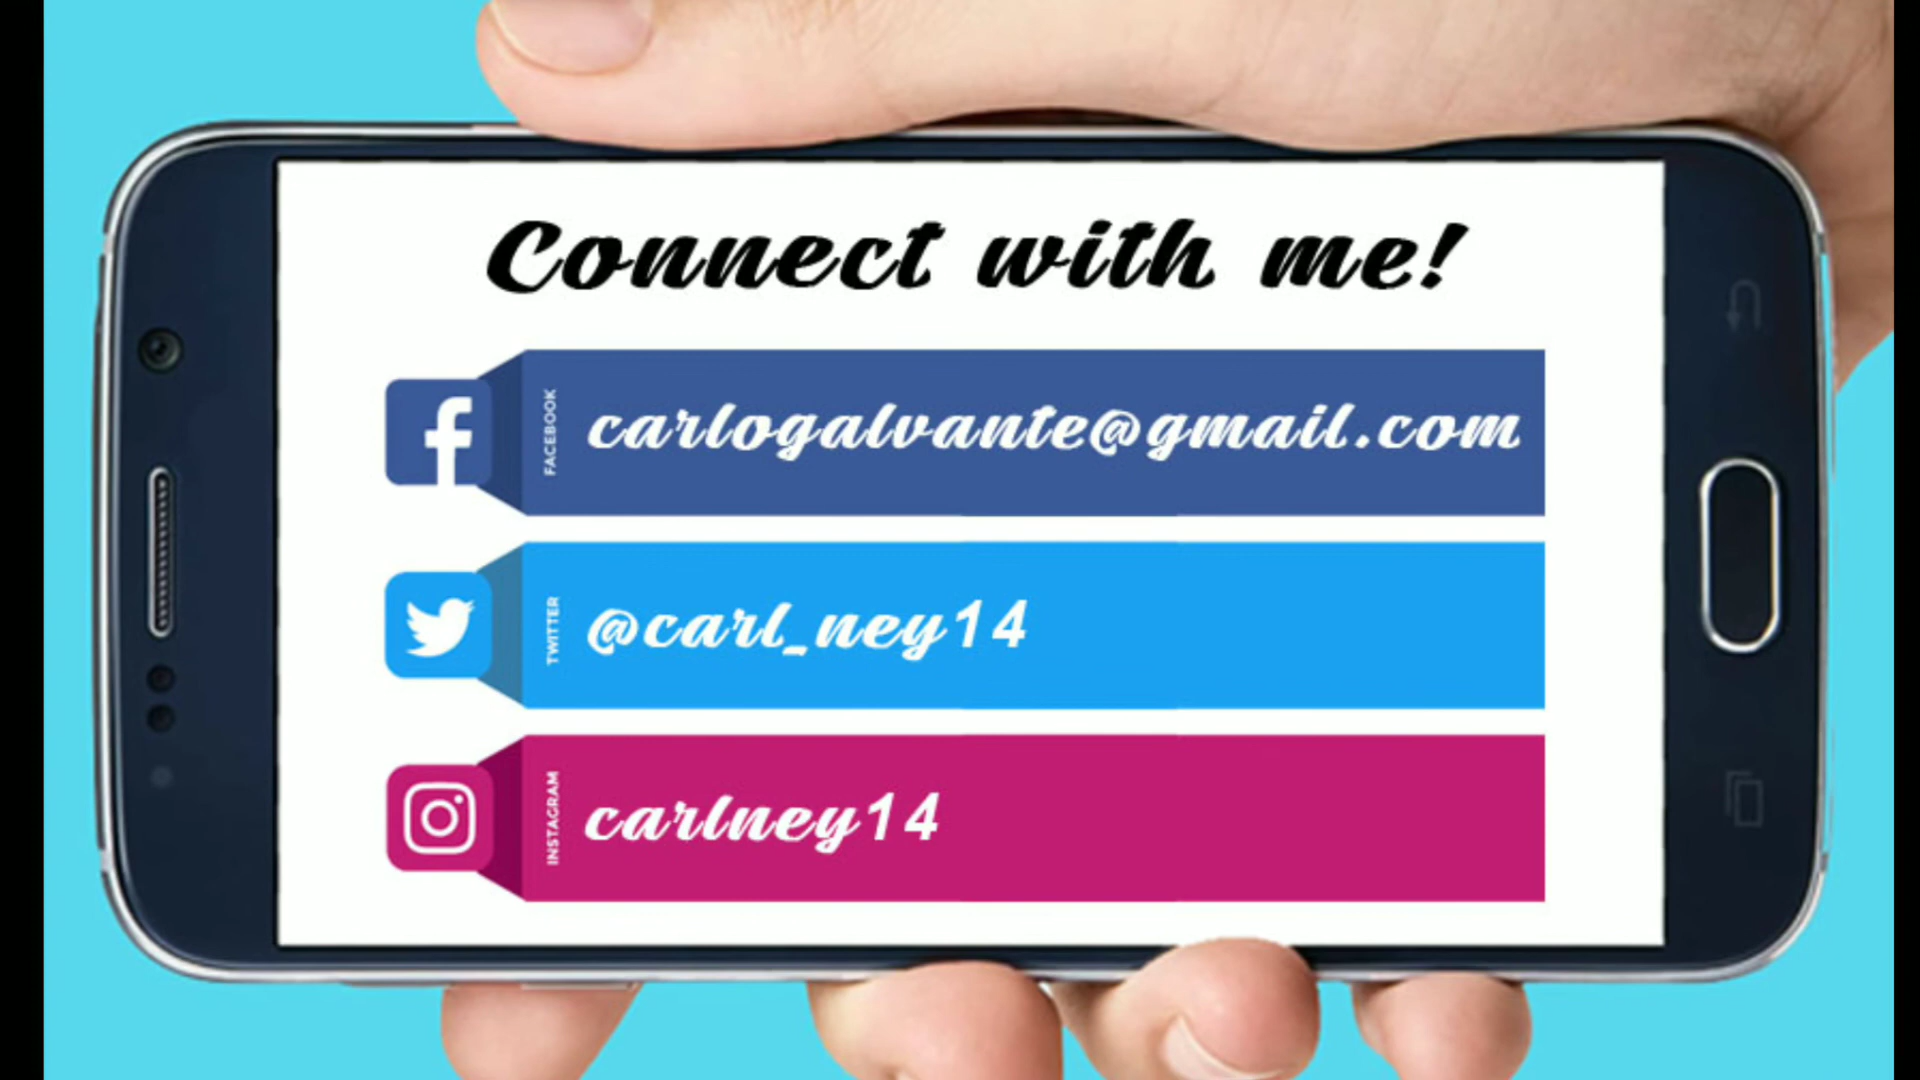 Connect with me!
FACEBOOK
carlogalvante@gmail.com
TWITTER
@carl_ney14
INSTAGRAM
carlney14